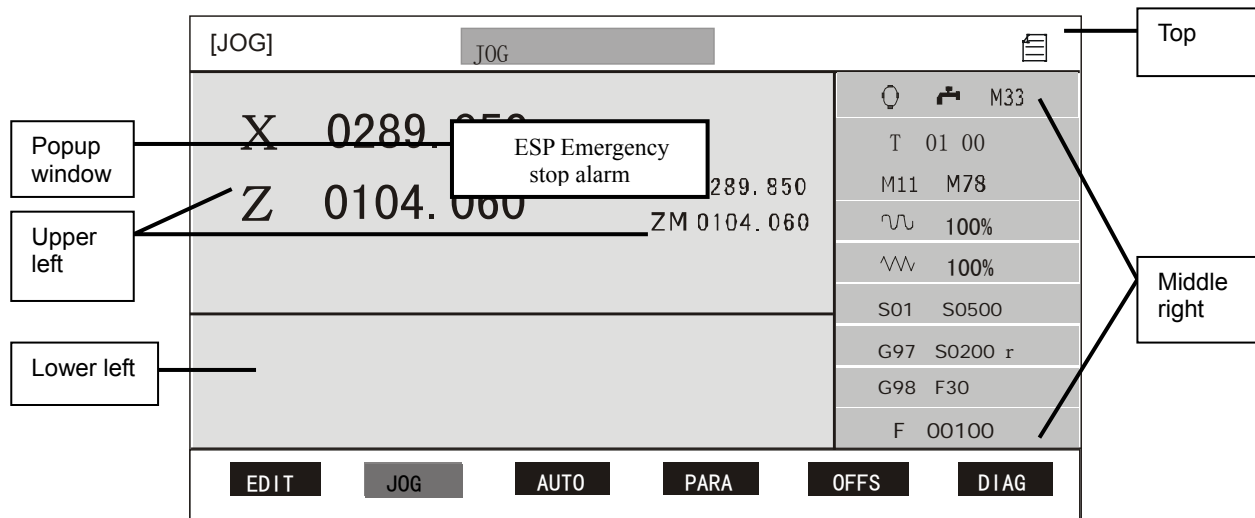 [JOG]
JOG
Top
X 0289.
ESP Emergency
stop alarm
Popup
window
Z 0104.060
289.850
ZM 0104.060
Upper
left
Lower left
M33
T 01 00
M11 M78
100%
100%
S01 S0500
G97 S0200 r
G98 F30
F 00100
Middle
right
EDIT JOG AUTO PARA OFFS DIAG